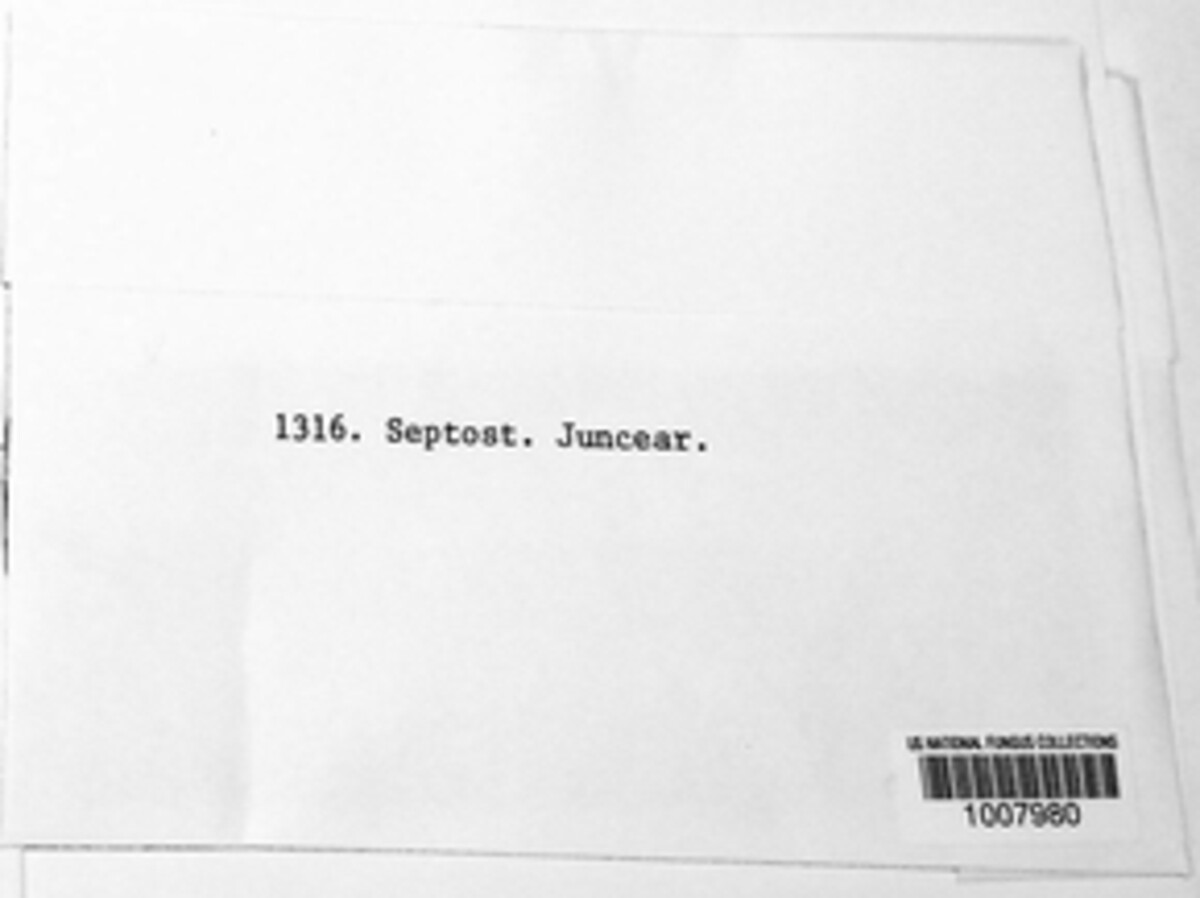 1316. Septost. Juncear.
US NATIONAL FUNGUS COLLECTIONS
1007980